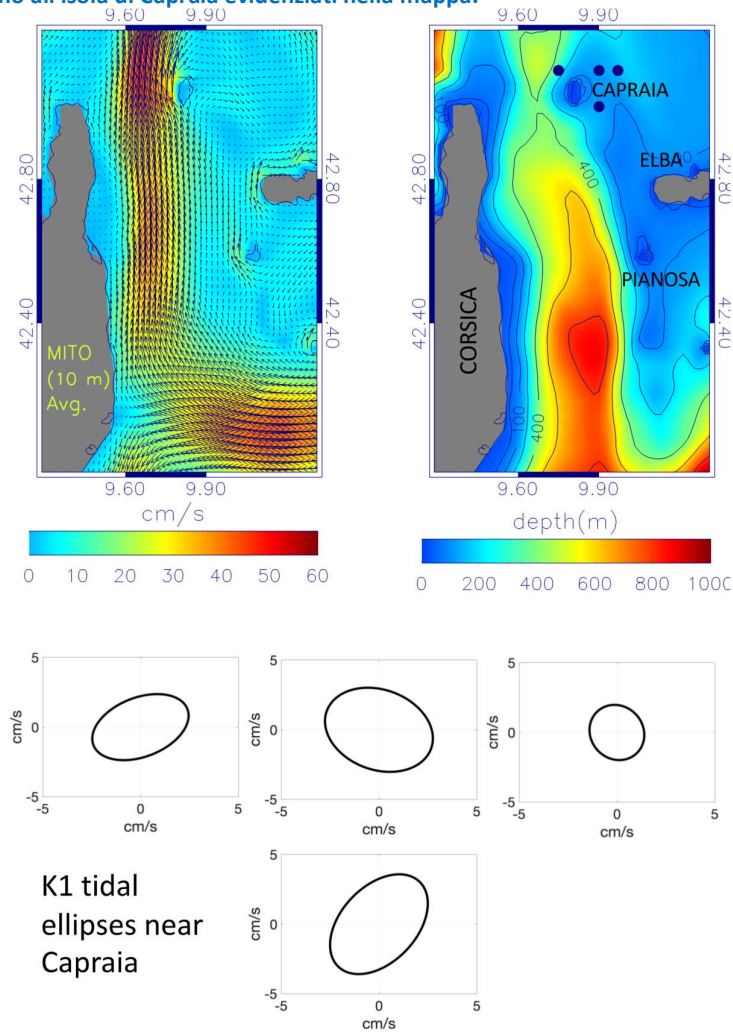 all'Isola di Capraia evidenziati nella mappa.
CAPRAIA
ELBA
PIANOSA
CORSICA
400
400
100
42.80
42.40
42.80
42.40
42.80
42.40
MITO
(10 m)
Avg.
9.60 9.90
9.60 9.90
9.60 9.90
9.60 9.90
cm/s
depth(m)
0 10 20 30 40 50 60
0 200 400 600 800 1000
5
0
-5
cm/s
-5 0 5
cm/s
5
0
-5
cm/s
-5 0 5
cm/s
5
0
-5
cm/s
-5 0 5
cm/s
K1 tidal
ellipses near
Capraia
5
0
-5
cm/s
-5 0 5
cm/s